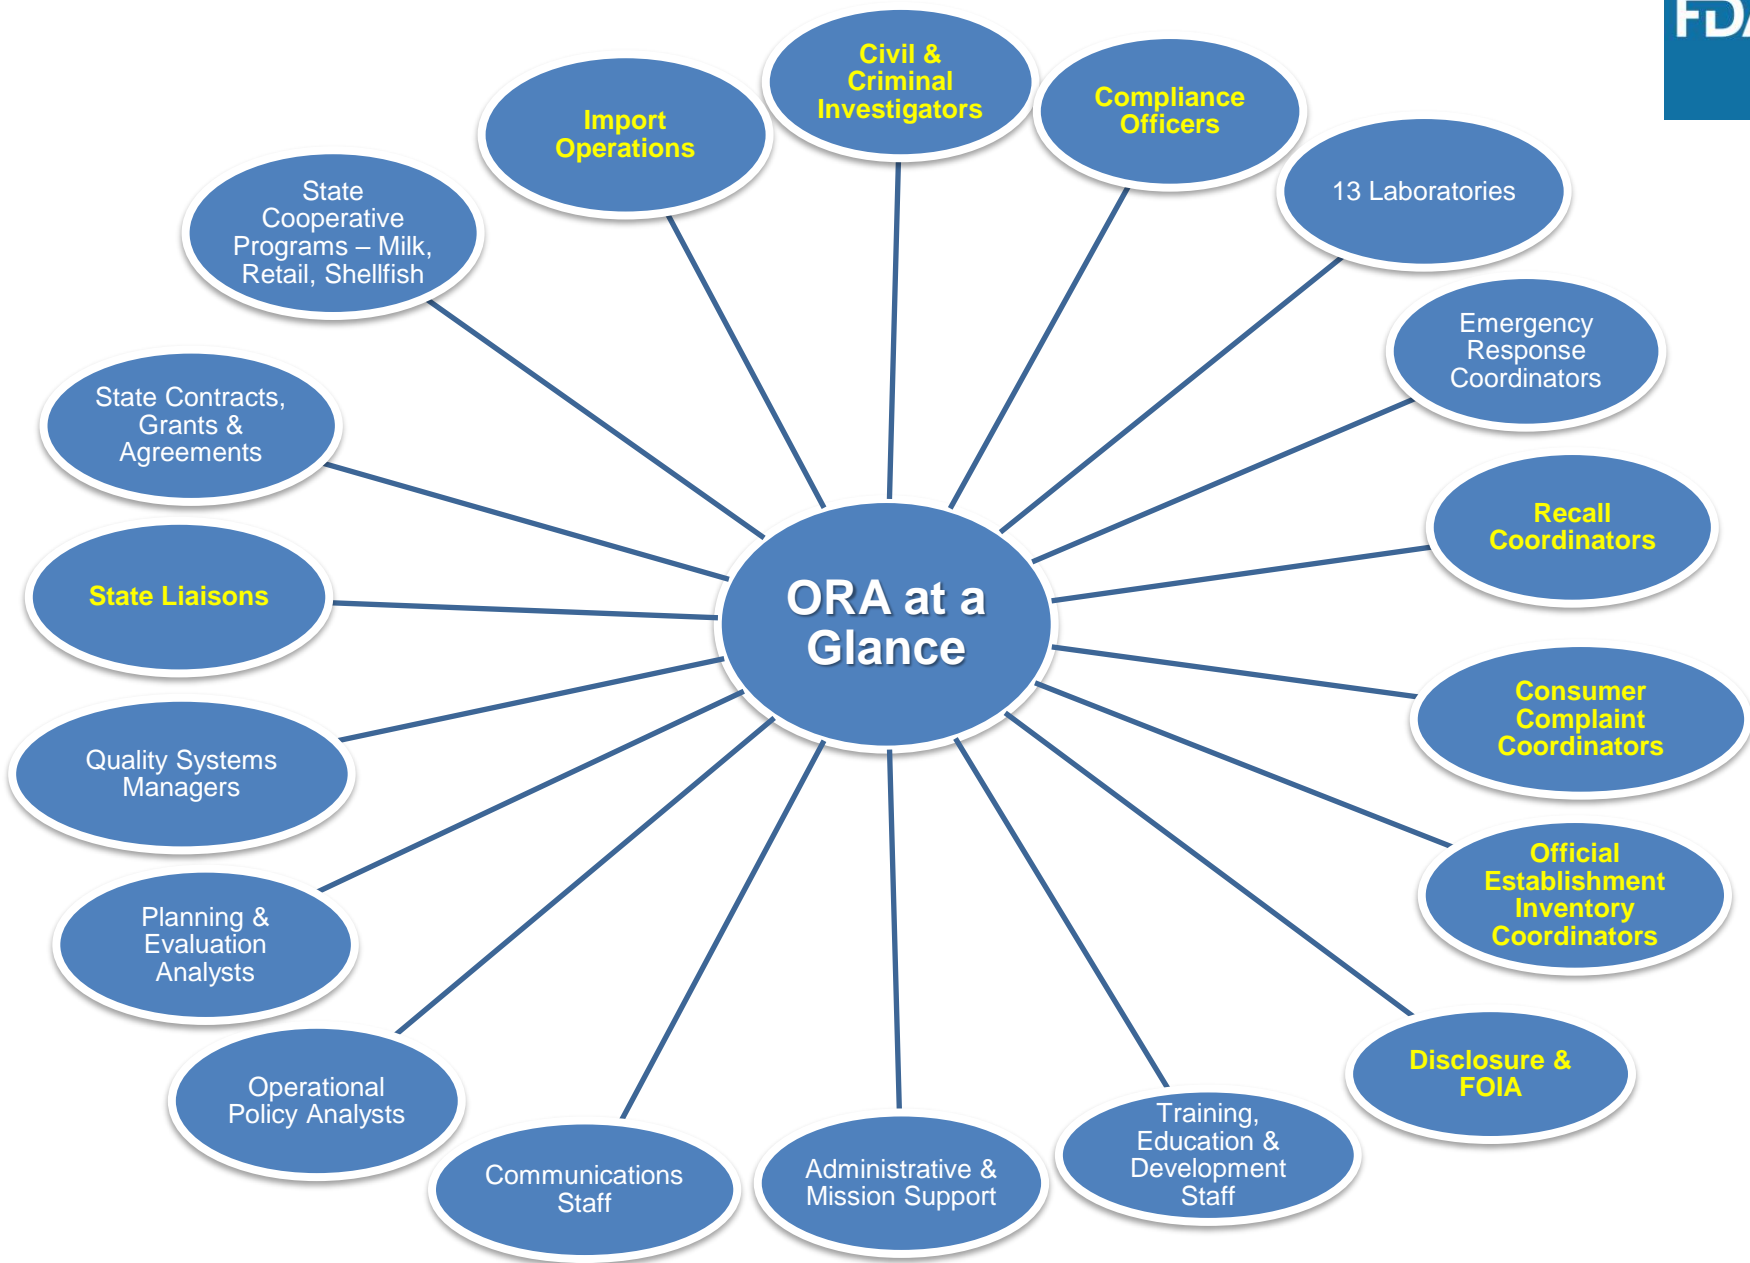 FDA
Civil &
Criminal
Investigators
Compliance
Officers
13 Laboratories
Emergency
Response
Coordinators
Recall
Coordinators
Consumer
Complaint
Coordinators
Official
Establishment
Inventory
Coordinators
Disclosure &
FOIA
Training,
Education &
Development
Staff
Administrative &
Mission Support
Communications
Staff
Operational
Policy Analysts
Planning &
Evaluation
Analysts
Quality Systems
Managers
State Liaisons
State Contracts,
Grants &
Agreements
State
Cooperative
Programs – Milk,
Retail, Shellfish
Import
Operations
ORA at a
Glance